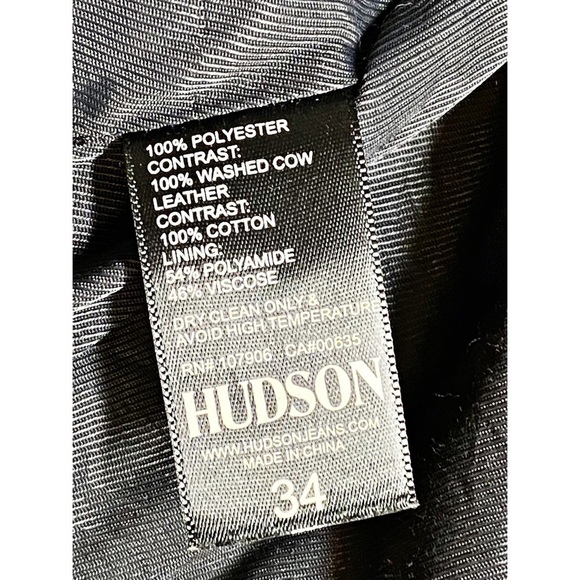 100% POLYESTER
CONTRAST:
100% WASHED COW
LEATHER
CONTRAST:
100% COTTON
LINING:
54% POLYAMIDE
46% VISCOSE
DRY CLEAN ONLY &
AVOID HIGH TEMPERATURE
RN# 107906 CA#00635
HUDSON
WWW.HUDSONJEANS.COM
MADE IN CHINA
34